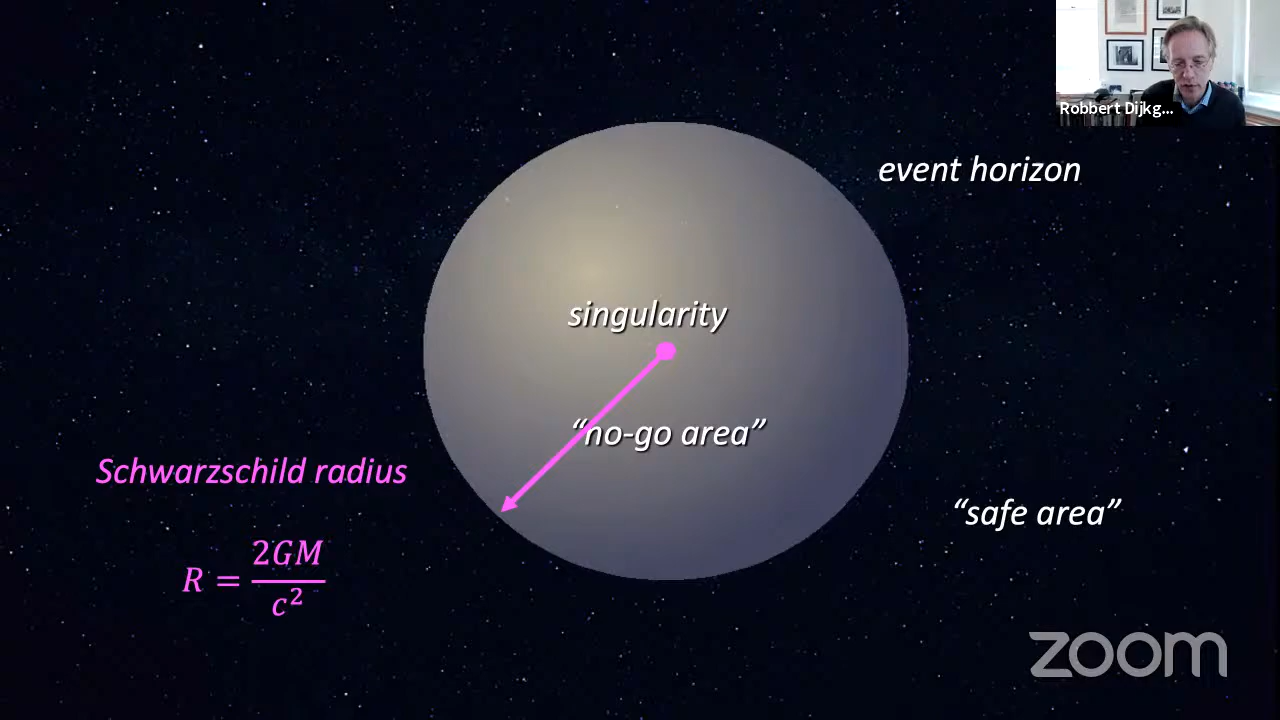 Robbert Dijkg...
event horizon
singularity
“no-go area”
Schwarzschild radius
“safe area”
R = 2GM / c²
zoom